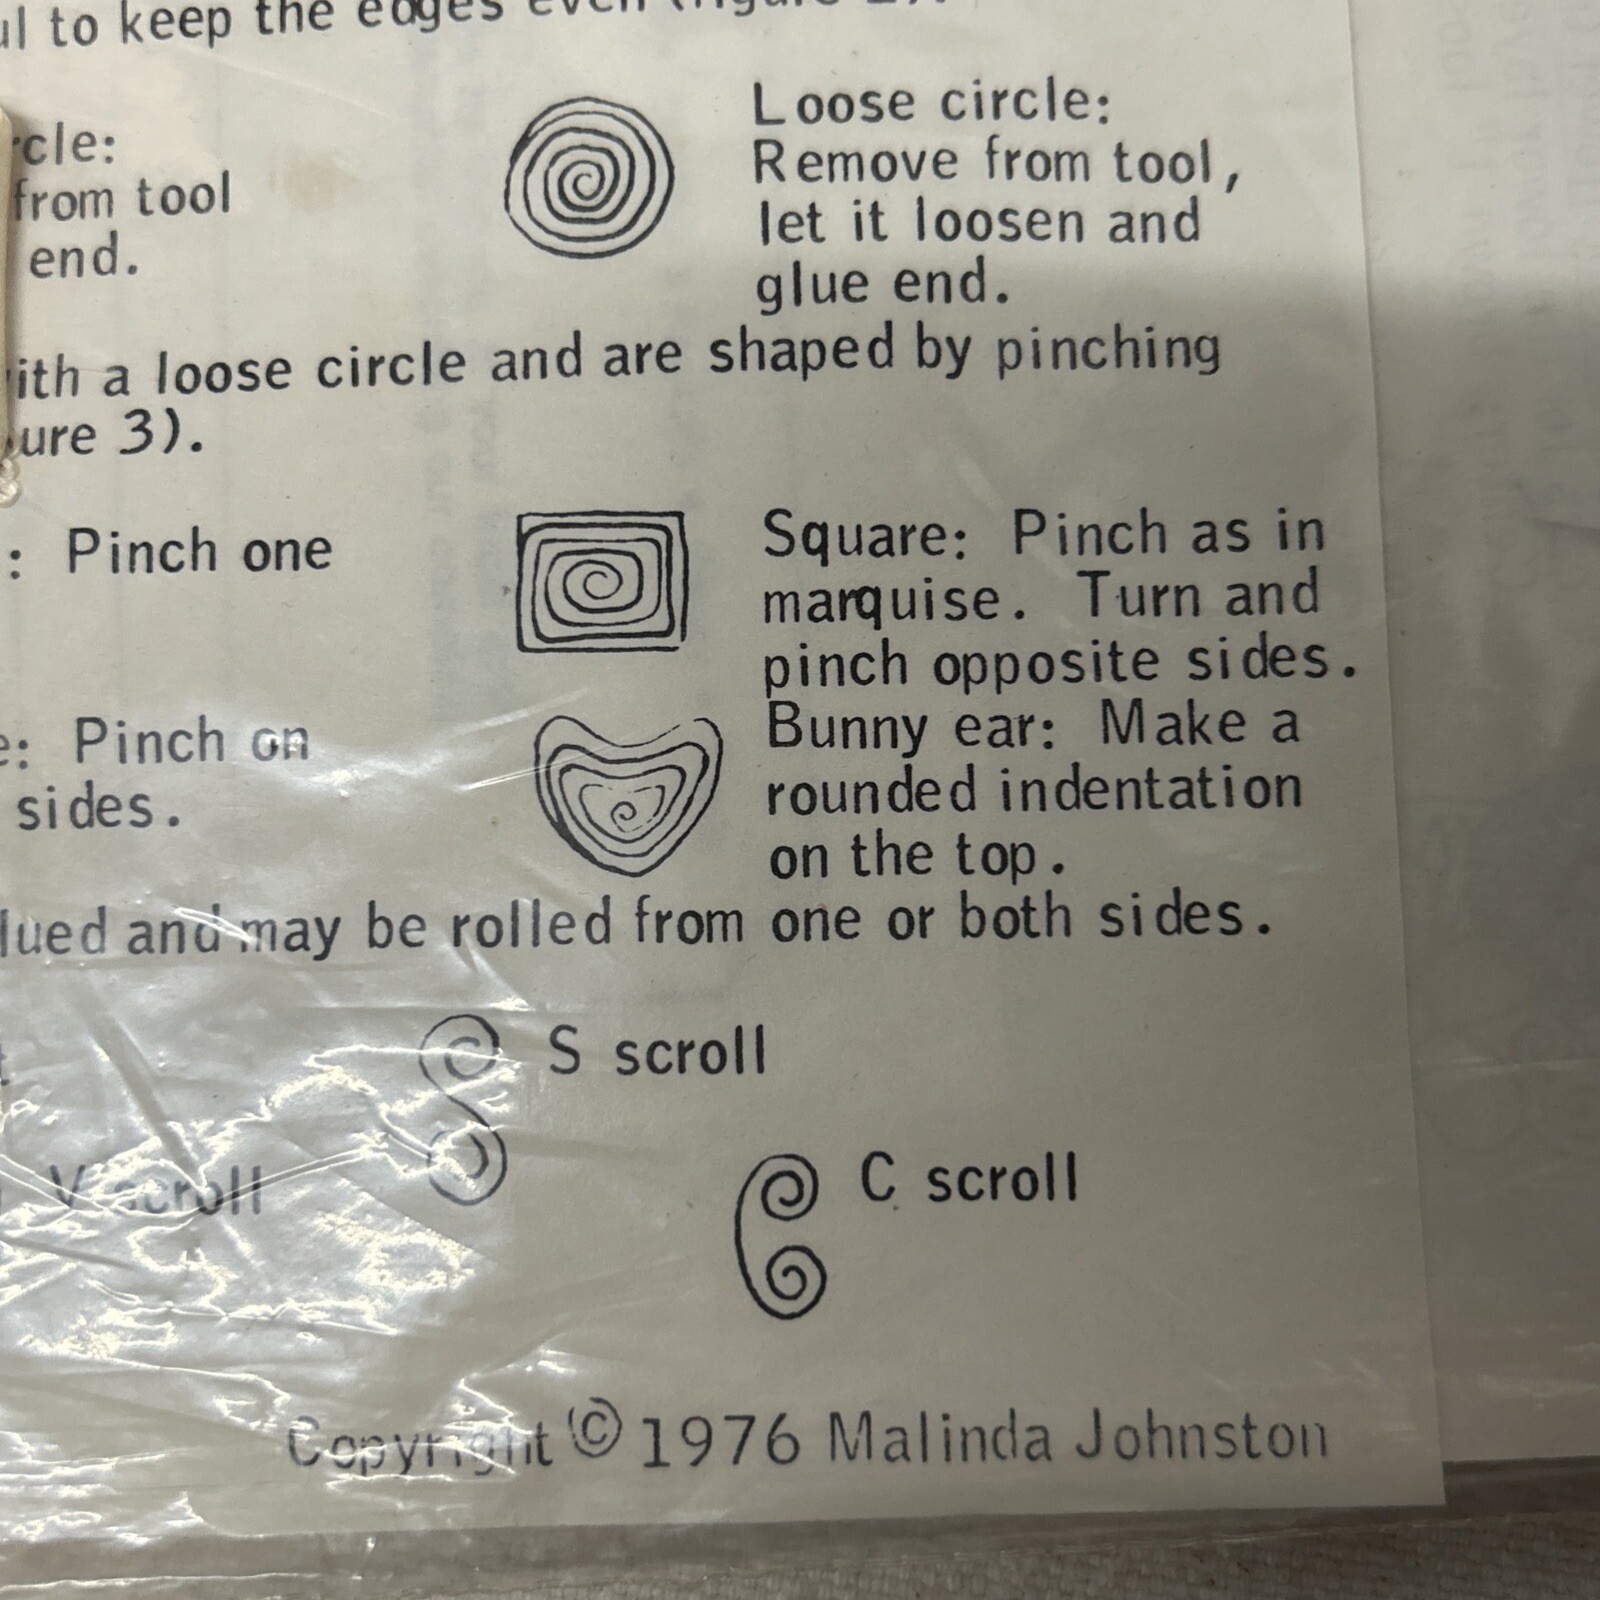 to keep the edges even
cle:
from tool
end.
Loose circle:
Remove from tool,
let it loosen and
glue end.
ith a loose circle and are shaped by pinching
ure 3).
: Pinch one
Square: Pinch as in
marquise. Turn and
pinch opposite sides.
e: Pinch on
sides.
Bunny ear: Make a
rounded indentation
on the top.
lued and may be rolled from one or both sides.
S scroll
V scroll
C scroll
Copyright © 1976 Malinda Johnston